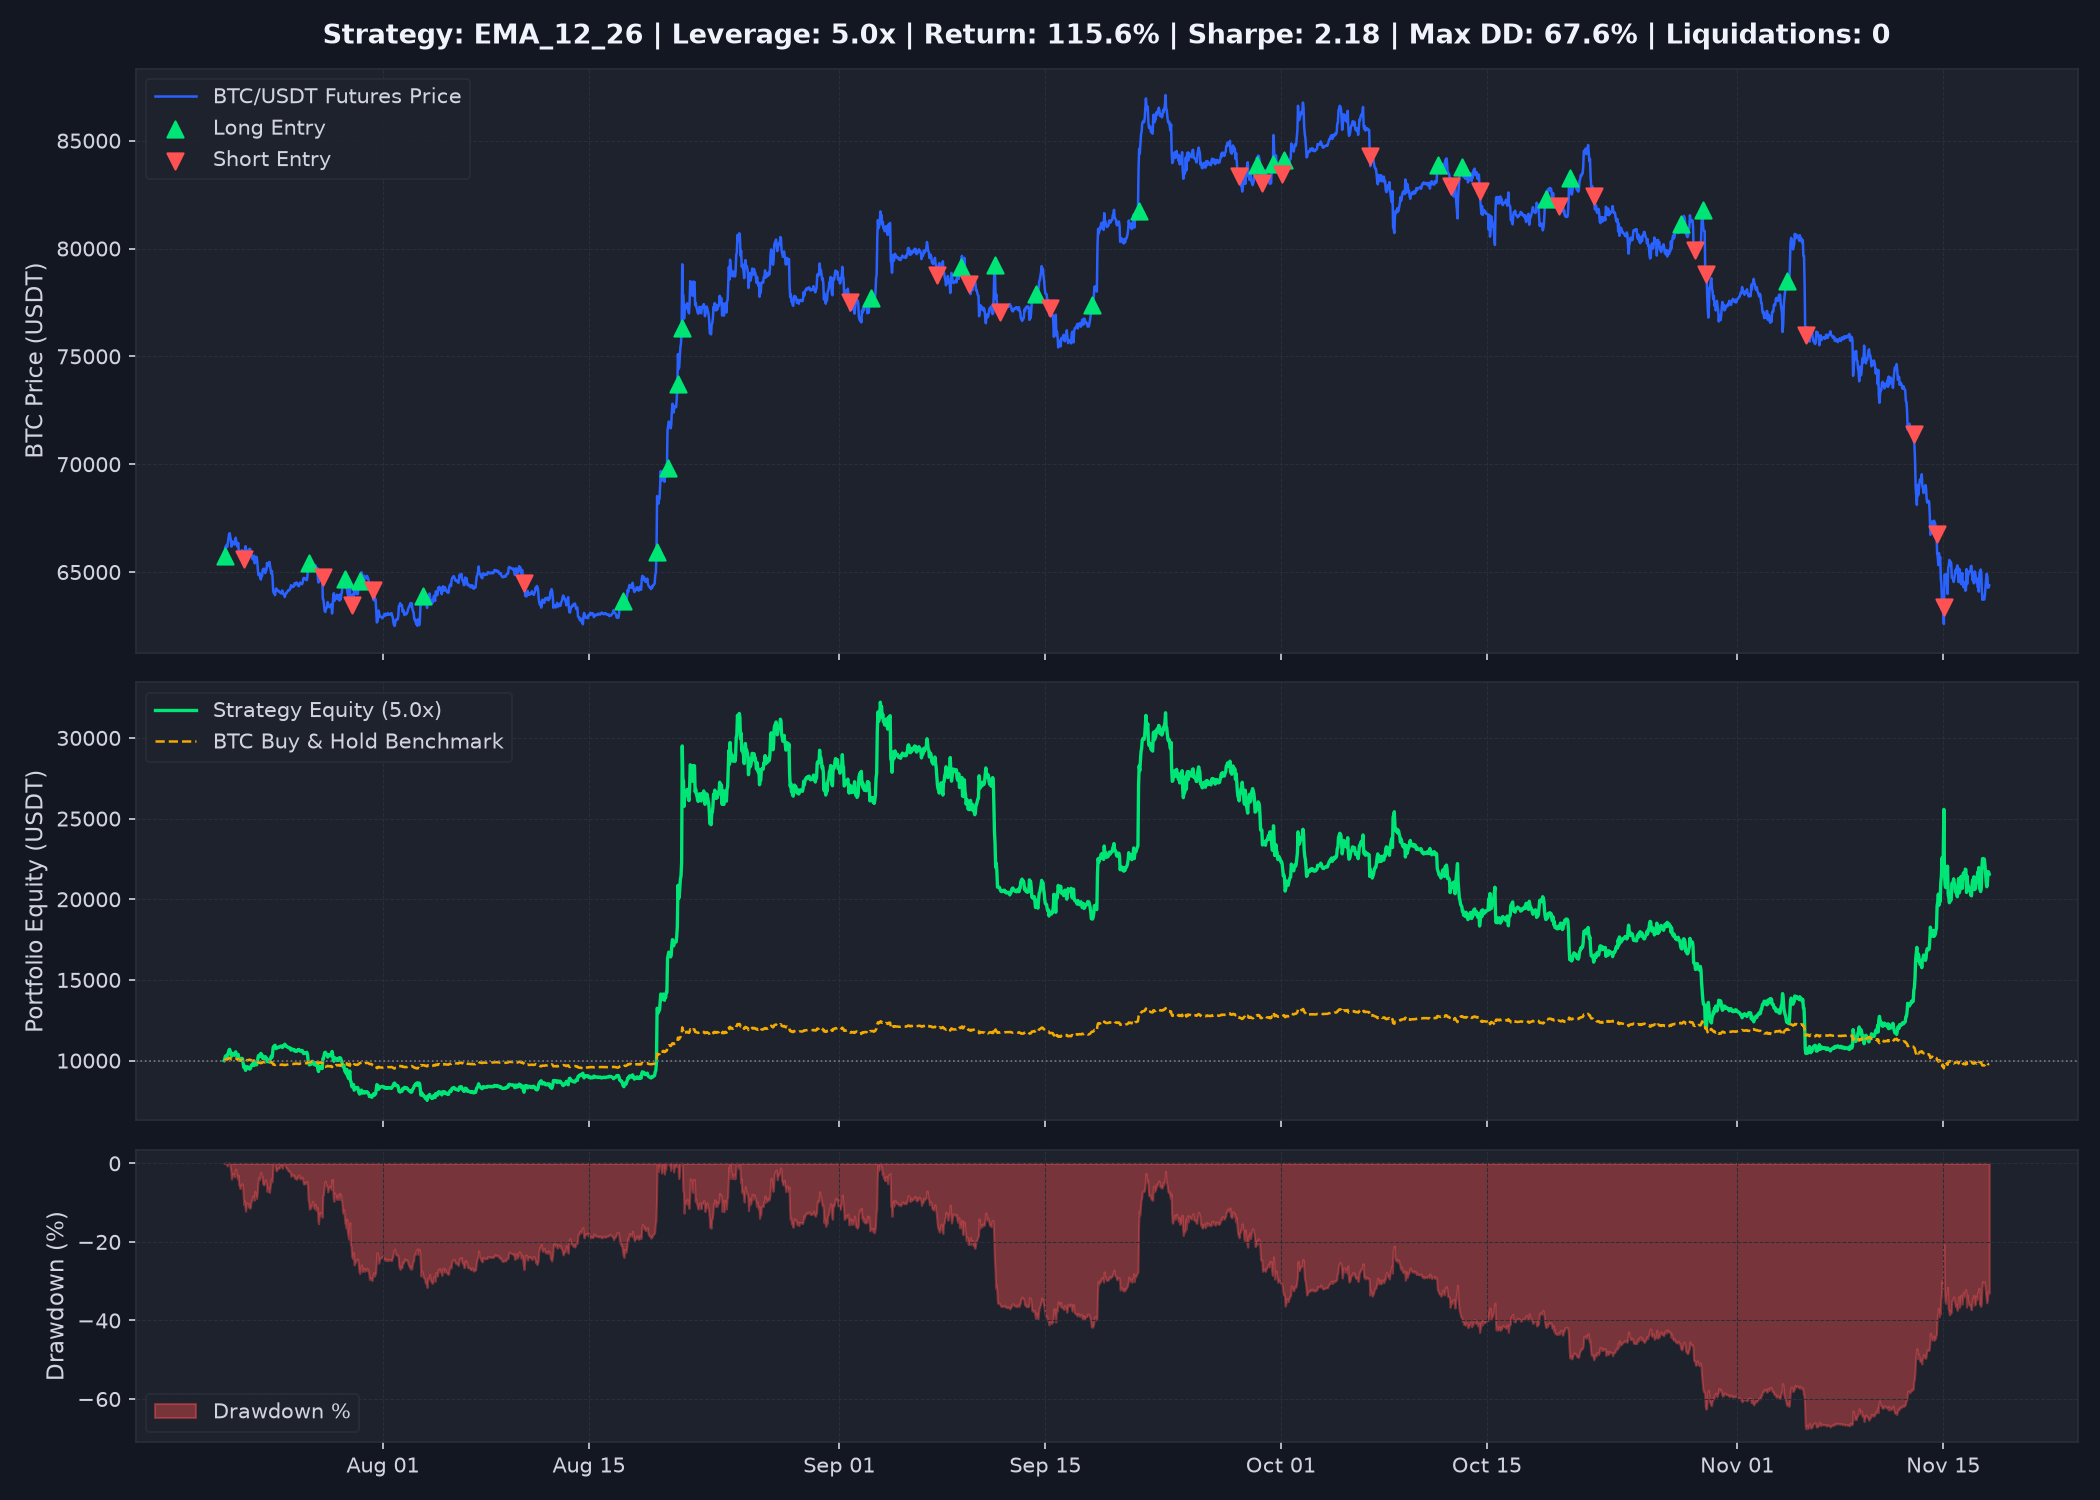 Strategy: EMA_12_26 | Leverage: 5.0x | Return: 115.6% | Sharpe: 2.18 | Max DD: 67.6% | Liquidations: 0
BTC/USDT Futures Price
Long Entry
Short Entry
BTC Price (USDT)
85000
80000
75000
70000
65000
Strategy Equity (5.0x)
BTC Buy & Hold Benchmark
Portfolio Equity (USDT)
30000
25000
20000
15000
10000
Drawdown (%)
0
−20
−40
−60
Drawdown %
Aug 01
Aug 15
Sep 01
Sep 15
Oct 01
Oct 15
Nov 01
Nov 15